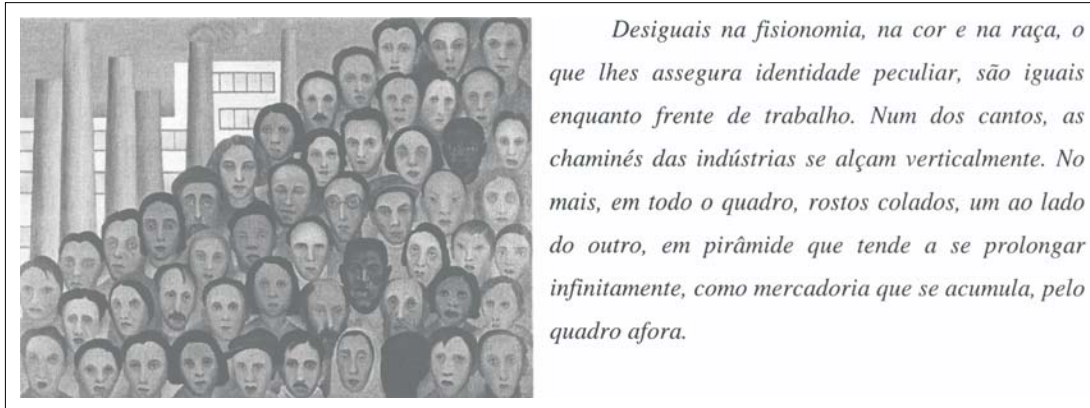 Desiguais na fisionomia, na cor e na raça, o
que lhes assegura identidade peculiar, são iguais
enquanto frente de trabalho. Num dos cantos, as
chaminés das indústrias se alçam verticalmente. No
mais, em todo o quadro, rostos colados, um ao lado
do outro, em pirâmide que tende a se prolongar
infinitamente, como mercadoria que se acumula, pelo
quadro afora.